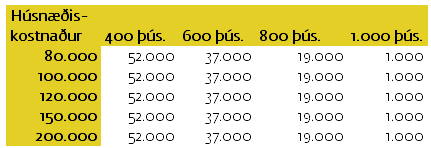 Húsnæðis-
kostnaður 400 þús. 600 þús. 800 þús. 1.000 þús.
80.000 52.000 37.000 19.000 1.000
100.000 52.000 37.000 19.000 1.000
120.000 52.000 37.000 19.000 1.000
150.000 52.000 37.000 19.000 1.000
200.000 52.000 37.000 19.000 1.000